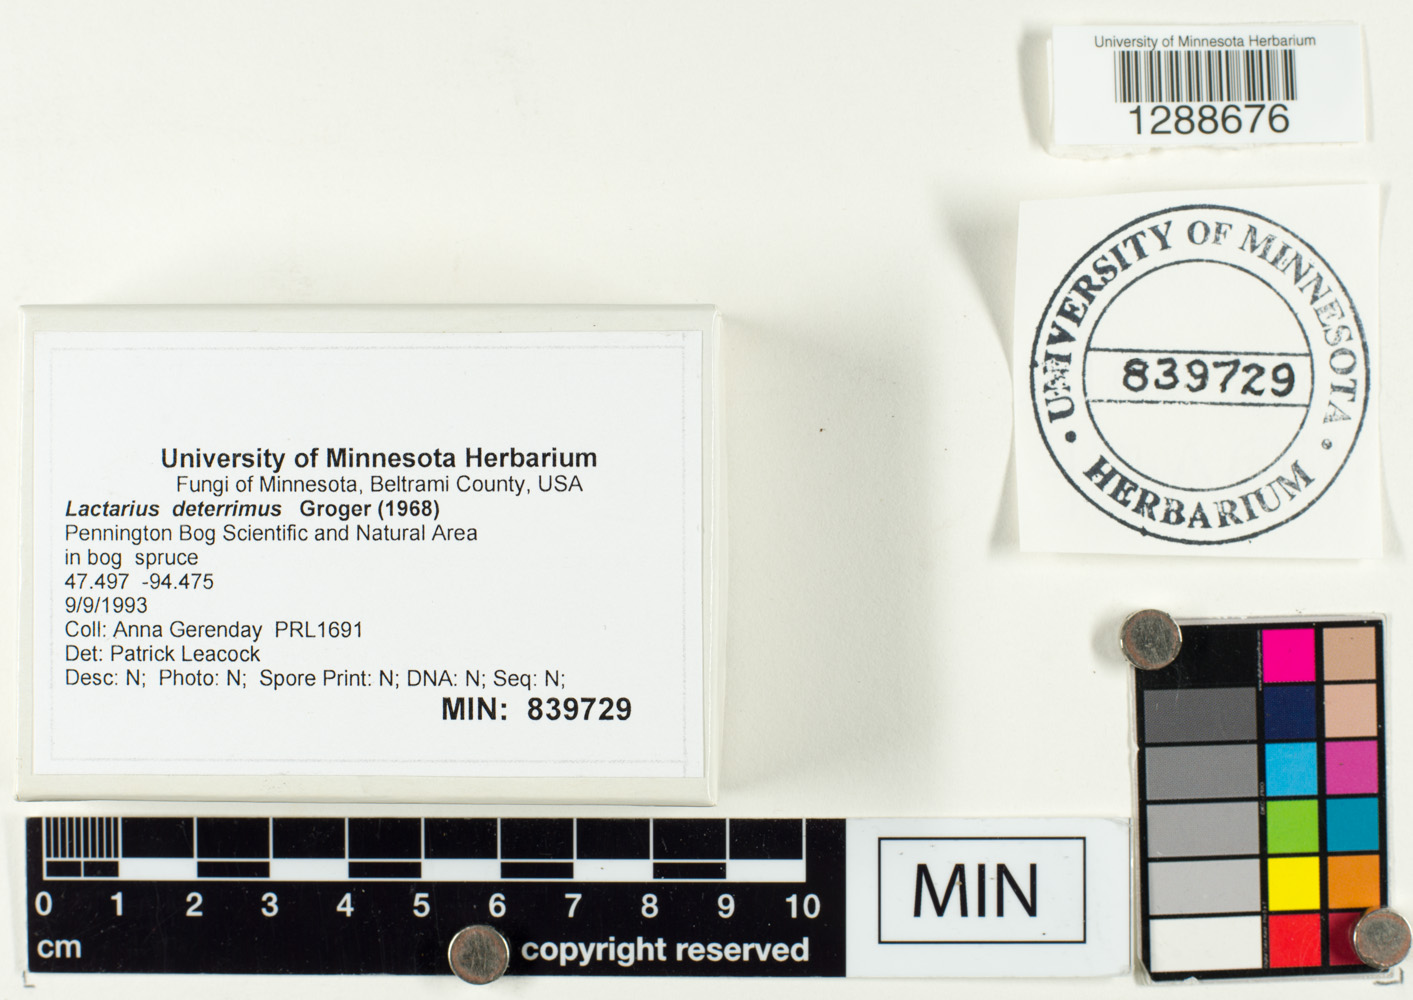 University of Minnesota Herbarium
1288676
UNIVERSITY OF MINNESOTA
839729
HERBARIUM
University of Minnesota Herbarium
Fungi of Minnesota, Beltrami County, USA
Lactarius deterrimus Groger (1968)
Pennington Bog Scientific and Natural Area
in bog spruce
47.497 -94.475
9/9/1993
Coll: Anna Gerenday PRL1691
Det: Patrick Leacock
Desc: N; Photo: N; Spore Print: N; DNA: N; Seq: N;
MIN: 839729
0 1 2 3 4 5 6 7 8 9 10
cm
copyright reserved
MIN